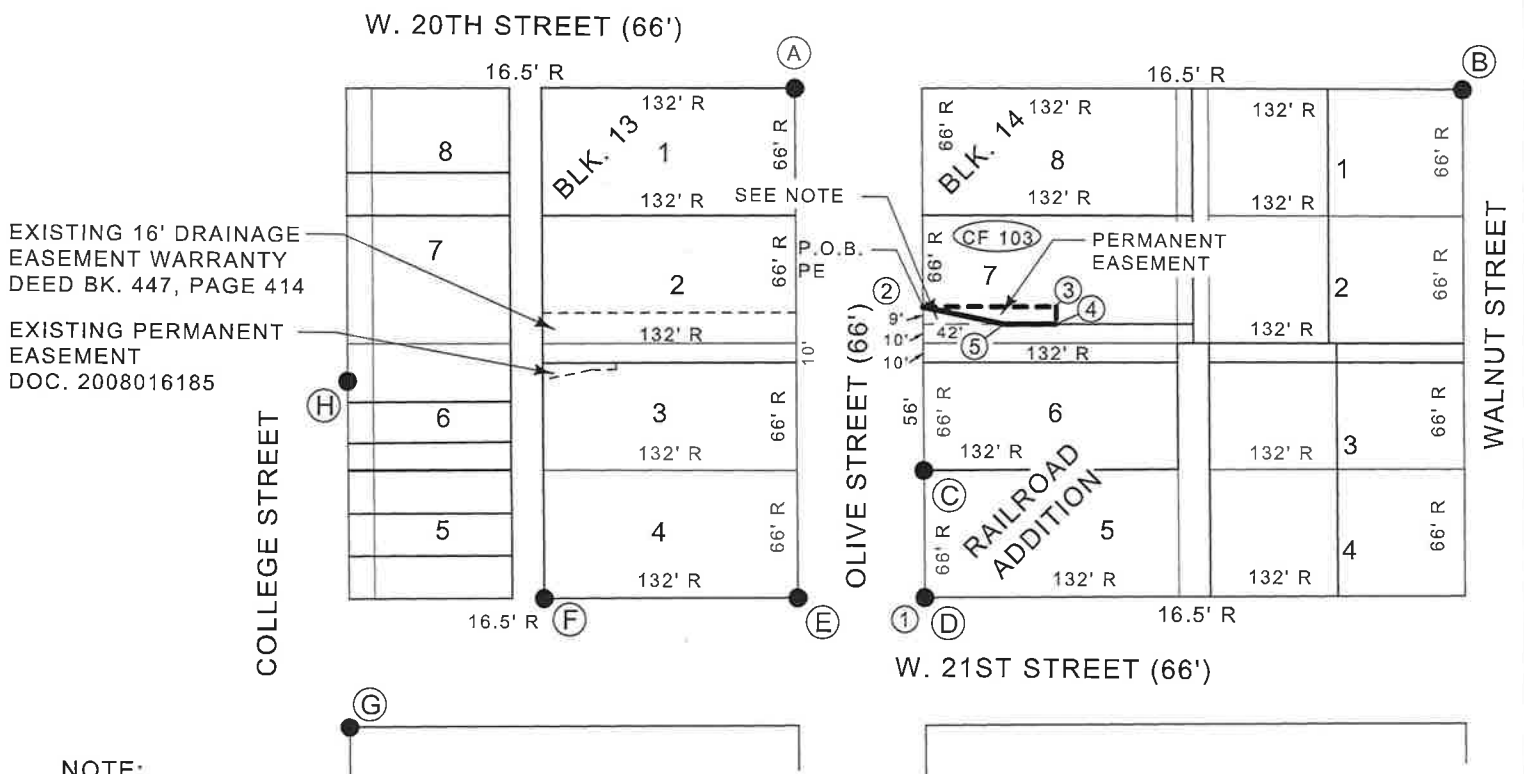 W. 20TH STREET (66')
A
B
16.5' R
16.5' R
132' R
132' R
132' R
BLK. 13
66' R
66' R
BLK. 14
66' R
8
1
8
1
132' R
132' R
132' R
SEE NOTE
EXISTING 16' DRAINAGE
EASEMENT WARRANTY
DEED BK. 447, PAGE 414
7
2
66' R
P.O.B.
PE
66' R
CF 103
7
PERMANENT
EASEMENT
2
66' R
WALNUT STREET
2
3
4
5
9'
10'
10'
42'
132' R
132' R
132' R
10'
EXISTING PERMANENT
EASEMENT
DOC. 2008016185
H
6
3
66' R
132' R
OLIVE STREET (66')
56'
66' R
6
132' R
132' R
3
66' R
C
COLLEGE STREET
5
4
66' R
132' R
66' R
RAILROAD
ADDITION
5
132' R
132' R
4
66' R
16.5' R
F
E
1
D
16.5' R
W. 21ST STREET (66')
G
NOTE: